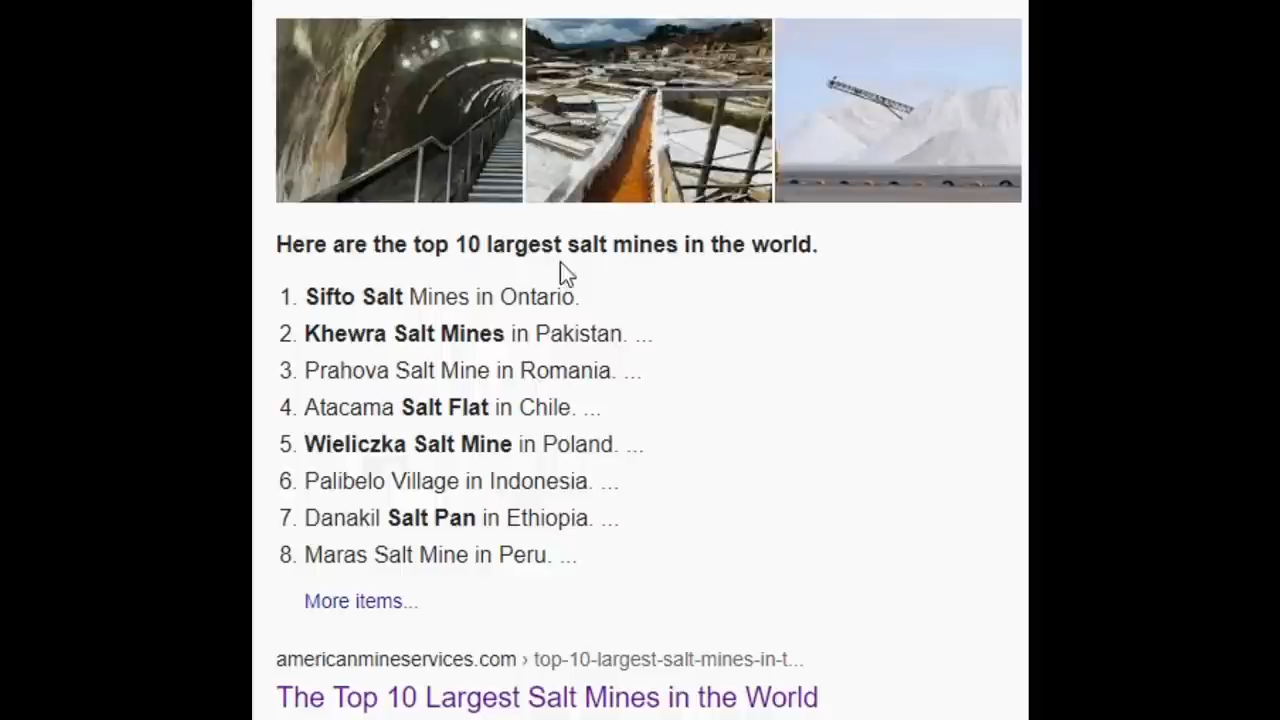 Here are the top 10 largest salt mines in the world.
1. Sifto Salt Mines in Ontario.
2. Khewra Salt Mines in Pakistan. ...
3. Prahova Salt Mine in Romania. ...
4. Atacama Salt Flat in Chile. ...
5. Wieliczka Salt Mine in Poland. ...
6. Palibelo Village in Indonesia. ...
7. Danakil Salt Pan in Ethiopia. ...
8. Maras Salt Mine in Peru. ...
More items...
americanmineservices.com › top-10-largest-salt-mines-in-t...
The Top 10 Largest Salt Mines in the World